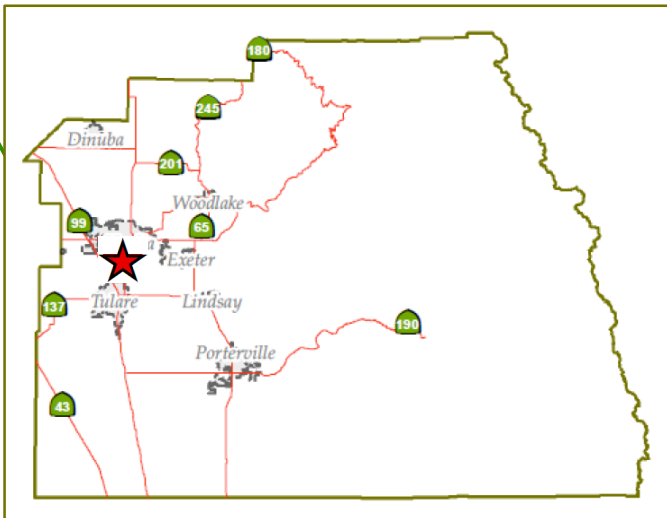 180
245
Dinuba
201
Woodlake
99
65
a
Exeter
137
Tulare
Lindsay
190
Porterville
43